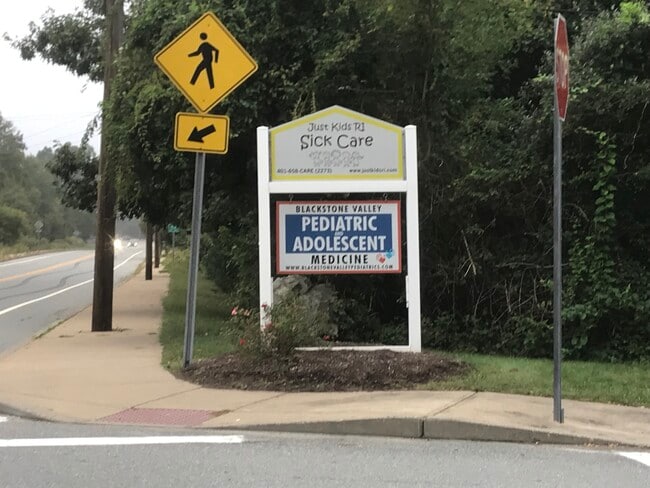 Just Kids RI
Sick Care
401-658-CARE (2273) www.justkidsri.com
BLACKSTONE VALLEY
PEDIATRIC
AND
ADOLESCENT
MEDICINE
WWW.BLACKSTONEVALLEYPEDIATRICS.COM